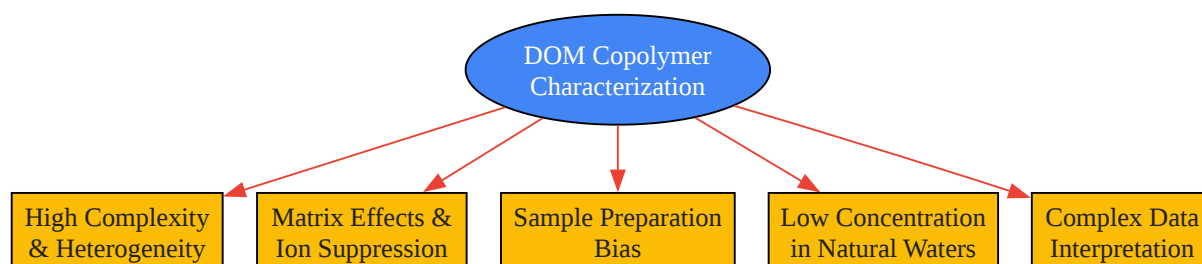 DOM Copolymer
Characterization
High Complexity
& Heterogeneity
Matrix Effects &
Ion Suppression
Sample Preparation
Bias
Low Concentration
in Natural Waters
Complex Data
Interpretation